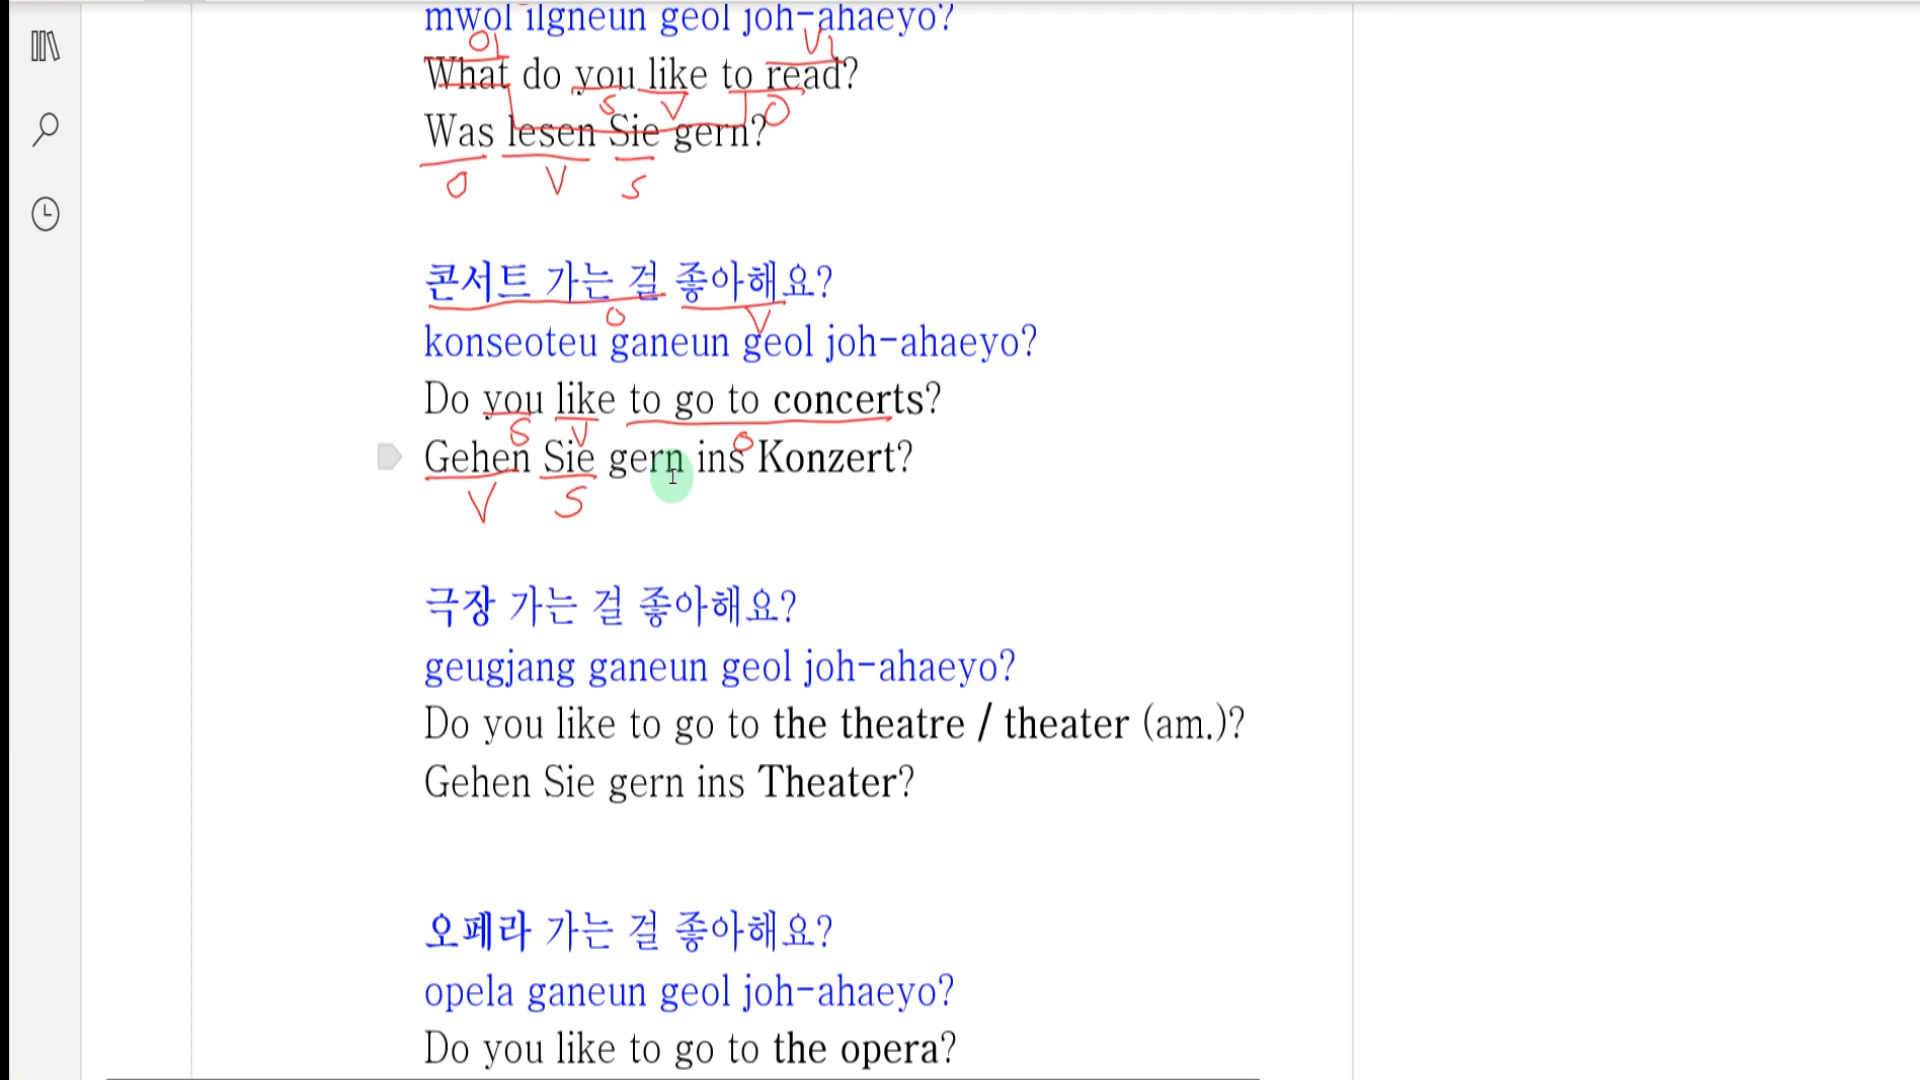 mwol ilgneun geol joh-ahaeyo?
O1 V1
What do you like to read?
S V O
Was lesen Sie gern?
O V S
콘서트 가는 걸 좋아해요?
O V
konseoteu ganeun geol joh-ahaeyo?
Do you like to go to concerts?
S V O
Gehen Sie gern ins Konzert?
V S
극장 가는 걸 좋아해요?
geugjang ganeun geol joh-ahaeyo?
Do you like to go to the theatre / theater (am.)?
Gehen Sie gern ins Theater?
오페라 가는 걸 좋아해요?
opela ganeun geol joh-ahaeyo?
Do you like to go to the opera?